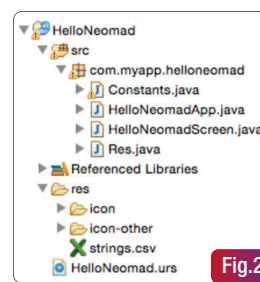 HelloNeomad
src
com.myapp.helloneomad
Constants.java
HelloNeomadApp.java
HelloNeomadScreen.java
Res.java
Referenced Libraries
res
icon
icon-other
strings.csv
HelloNeomad.urs
Fig.2